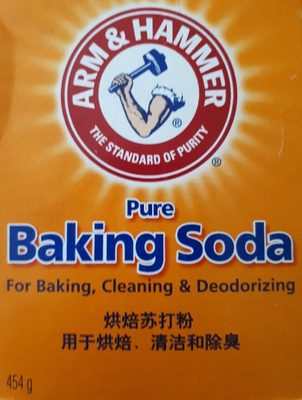 ARM & HAMMER
®
THE STANDARD OF PURITY
®
Pure
Baking Soda
For Baking, Cleaning & Deodorizing
烘焙苏打粉
用于烘焙、清洁和除臭
454 g